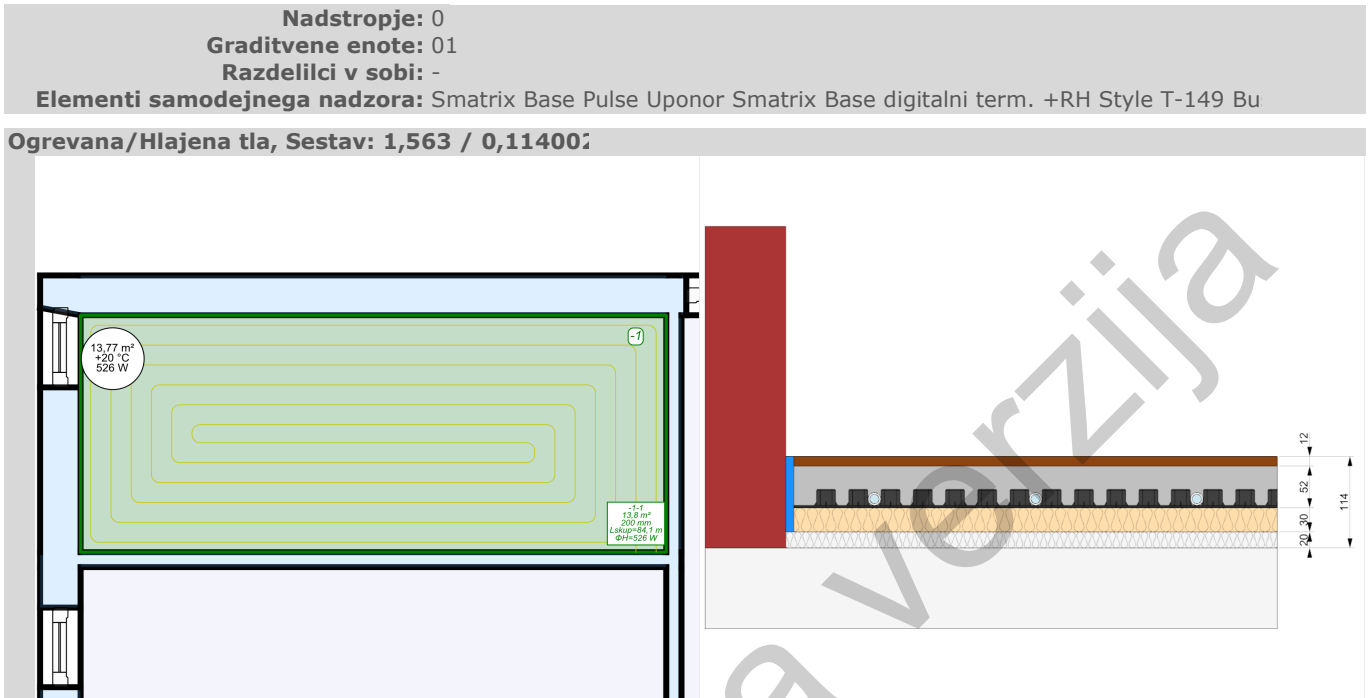 Nadstropje: 0
Graditvene enote: 01
Razdelilci v sobi: -
Elementi samodejnega nadzora: Smatrix Base Pulse Uponor Smatrix Base digitalni term. +RH Style T-149 Bu
Ogrevana/Hlajena tla, Sestav: 1,563 / 0,114002
13,77 m²
+20 °C
526 W
-1
-1-1
13,8 m²
200 mm
Lskup=84,1 m
ΦH=526 W
12
52
30
20
114
verzija